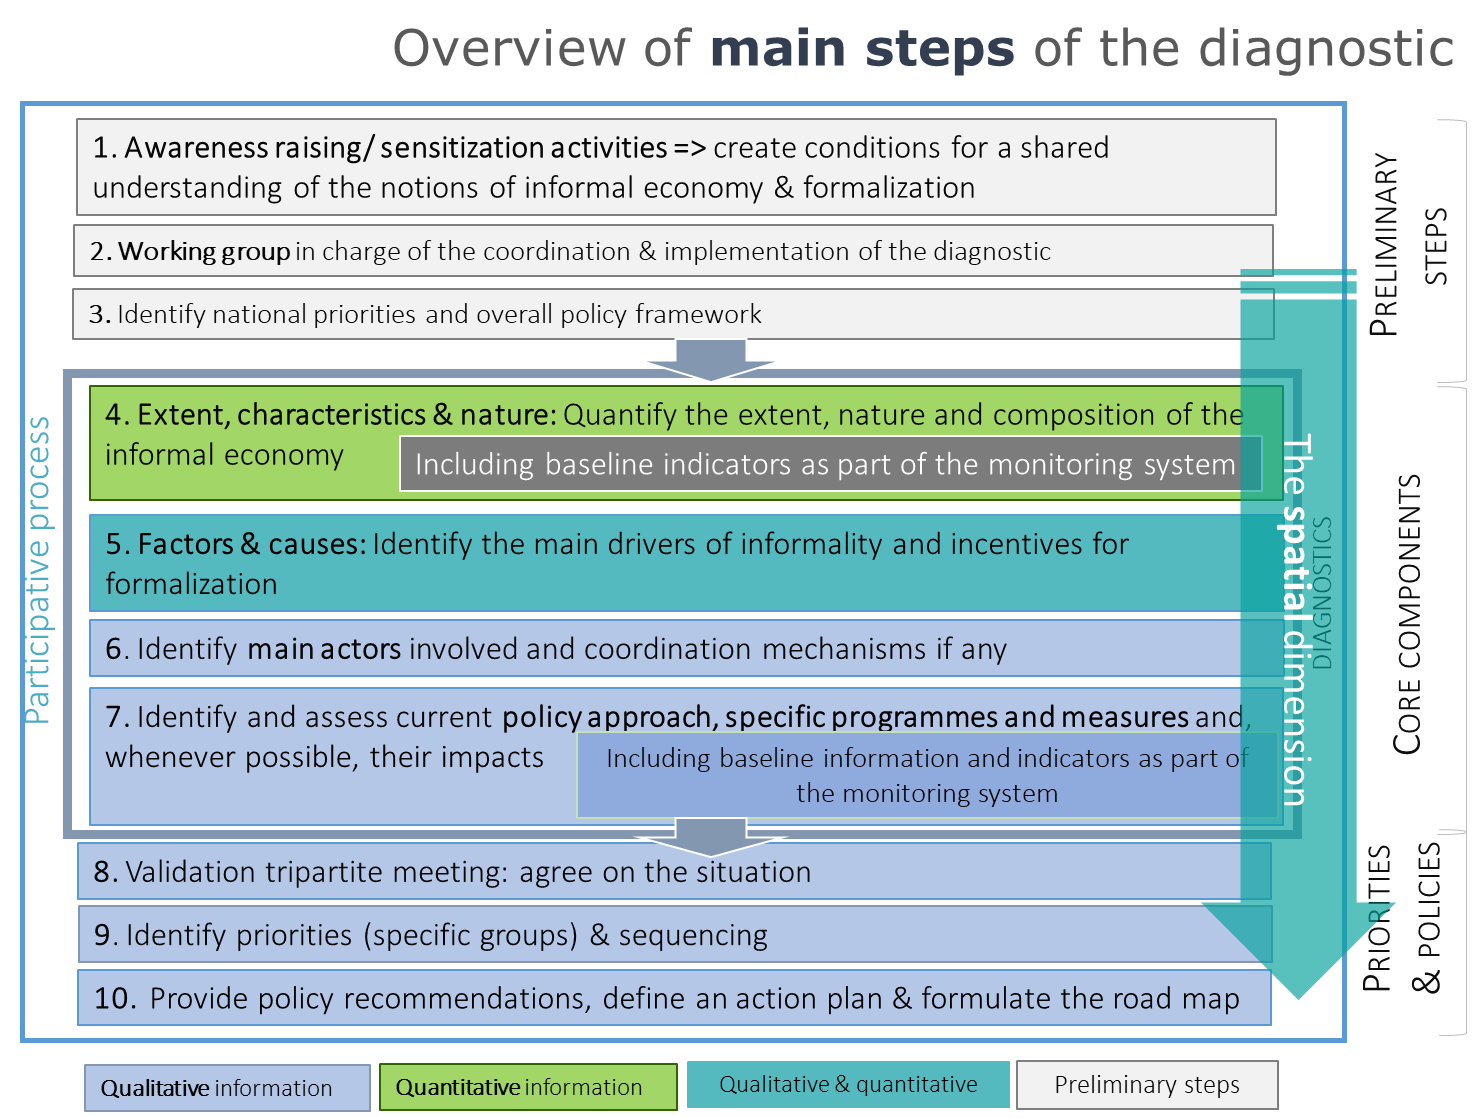 Overview of main steps of the diagnostic
1. Awareness raising/ sensitization activities => create conditions for a shared
understanding of the notions of informal economy & formalization
2. Working group in charge of the coordination & implementation of the diagnostic
3. Identify national priorities and overall policy framework
PRELIMINARY
STEPS
Participative process
4. Extent, characteristics & nature: Quantify the extent, nature and composition of the
informal economy
Including baseline indicators as part of the monitoring system
5. Factors & causes: Identify the main drivers of informality and incentives for
formalization
6. Identify main actors involved and coordination mechanisms if any
7. Identify and assess current policy approach, specific programmes and measures and,
whenever possible, their impacts
Including baseline information and indicators as part of
the monitoring system
The spatial dimension
DIAGNOSTICS
CORE COMPONENTS
8. Validation tripartite meeting: agree on the situation
9. Identify priorities (specific groups) & sequencing
10. Provide policy recommendations, define an action plan & formulate the road map
PRIORITIES
& POLICIES
Qualitative information
Quantitative information
Qualitative & quantitative
Preliminary steps